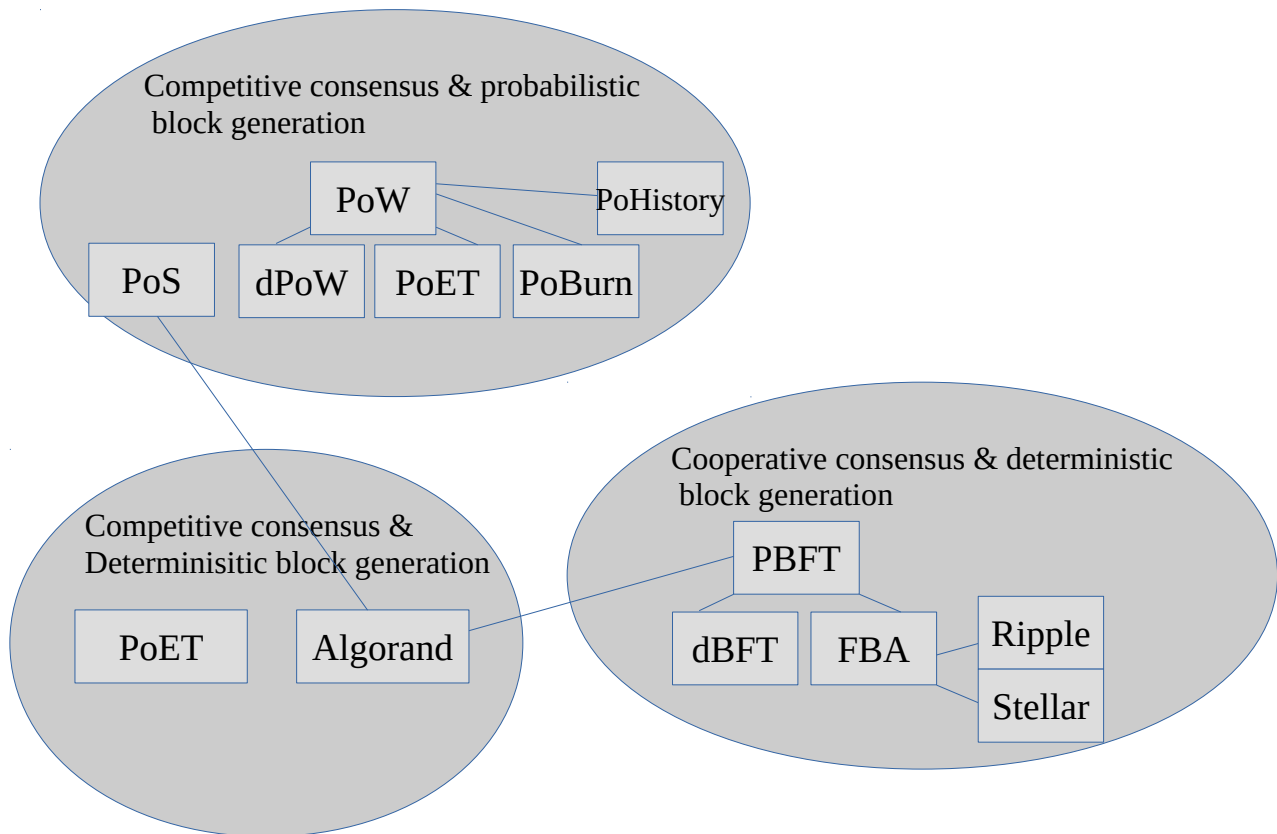 Competitive consensus & probabilistic
block generation
PoW
PoHistory
PoS
dPoW
PoET
PoBurn
Competitive consensus &
Determinisitic block generation
PoET
Algorand
Cooperative consensus & deterministic
block generation
PBFT
dBFT
FBA
Ripple
Stellar